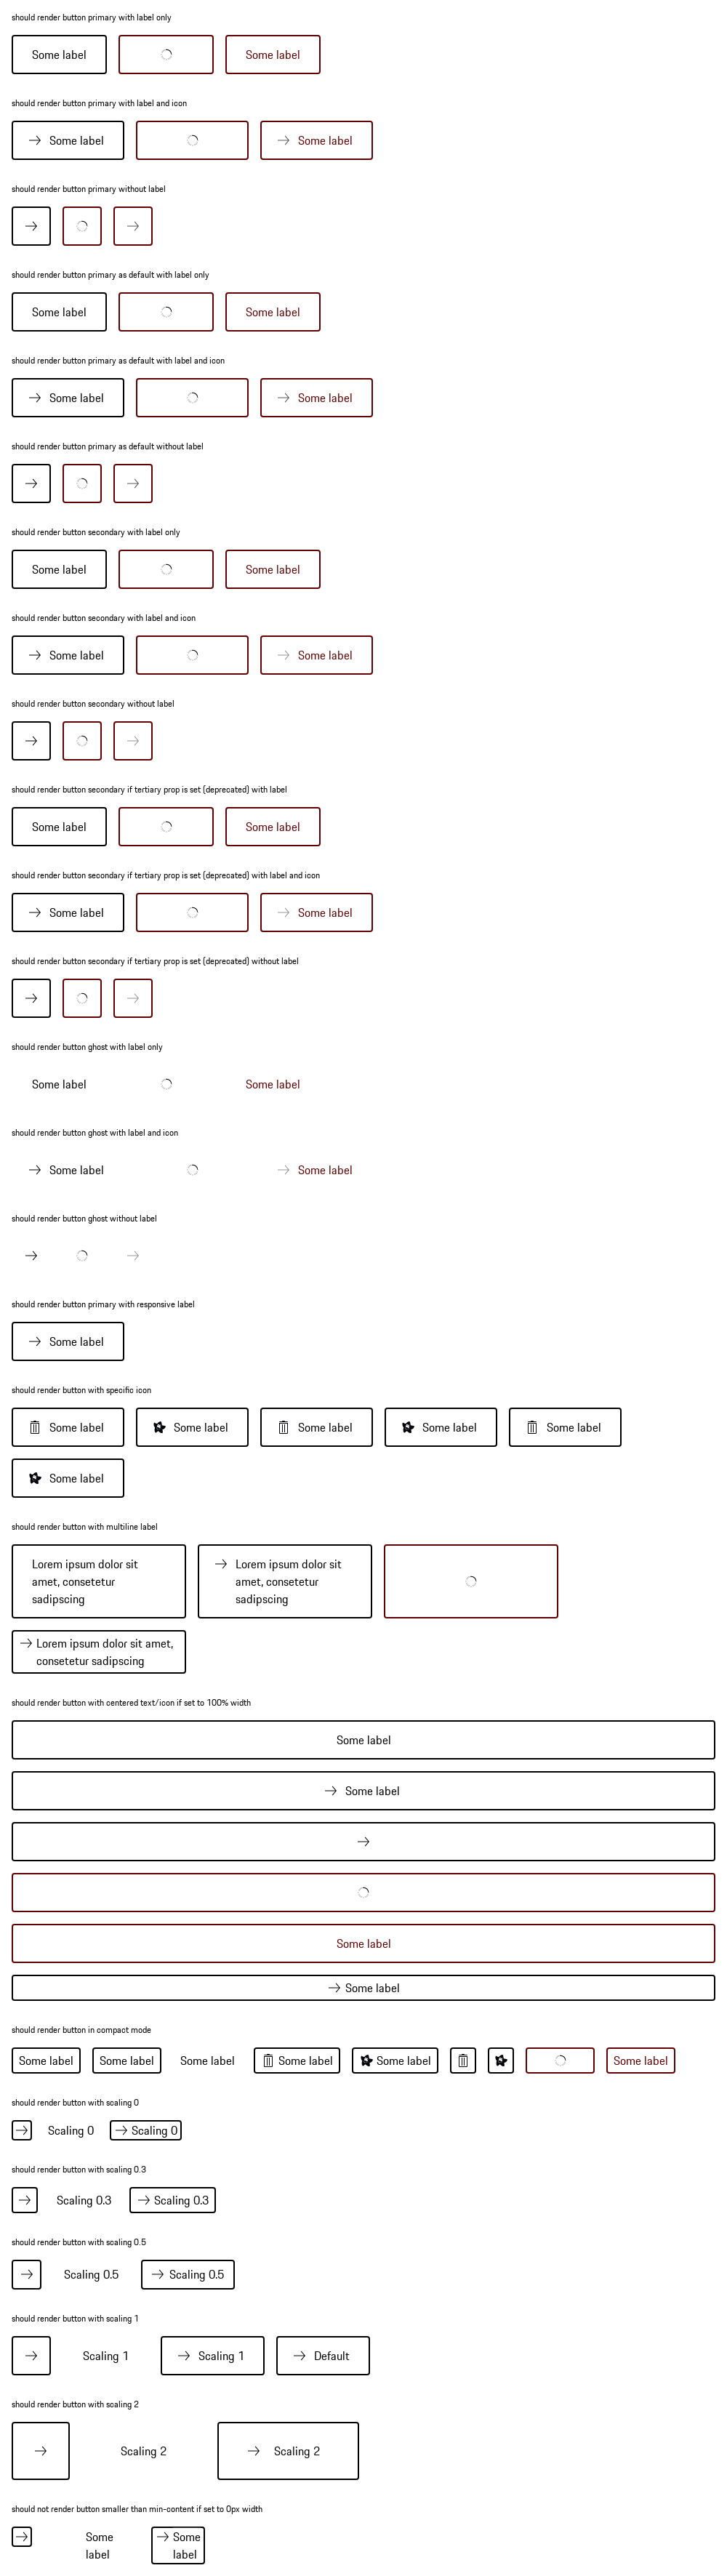 should render button primary with label only
Some label Some label
should render button primary with label and icon
Some label Some label
should render button primary without label
should render button primary as default with label only
Some label Some label
should render button primary as default with label and icon
Some label Some label
should render button primary as default without label
should render button secondary with label only
Some label Some label
should render button secondary with label and icon
Some label Some label
should render button secondary without label
should render button secondary if tertiary prop is set (deprecated) with label
Some label Some label
should render button secondary if tertiary prop is set (deprecated) with label and icon
Some label Some label
should render button secondary if tertiary prop is set (deprecated) without label
should render button ghost with label only
Some label Some label
should render button ghost with label and icon
Some label Some label
should render button ghost without label
should render button primary with responsive label
Some label
should render button with specific icon
Some label Some label Some label Some label Some label
Some label
should render button with multiline label
Lorem ipsum dolor sit
amet, consetetur
sadipscing
Lorem ipsum dolor sit
amet, consetetur
sadipscing
Lorem ipsum dolor sit amet,
consetetur sadipscing
should render button with centered text/icon if set to 100% width
Some label
Some label
Some label
Some label
should render button in compact mode
Some label Some label Some label Some label Some label Some label
should render button with scaling 0
Scaling 0 Scaling 0
should render button with scaling 0.3
Scaling 0.3 Scaling 0.3
should render button with scaling 0.5
Scaling 0.5 Scaling 0.5
should render button with scaling 1
Scaling 1 Scaling 1 Default
should render button with scaling 2
Scaling 2 Scaling 2
should not render button smaller than min-content if set to 0px width
Some
label
Some
label